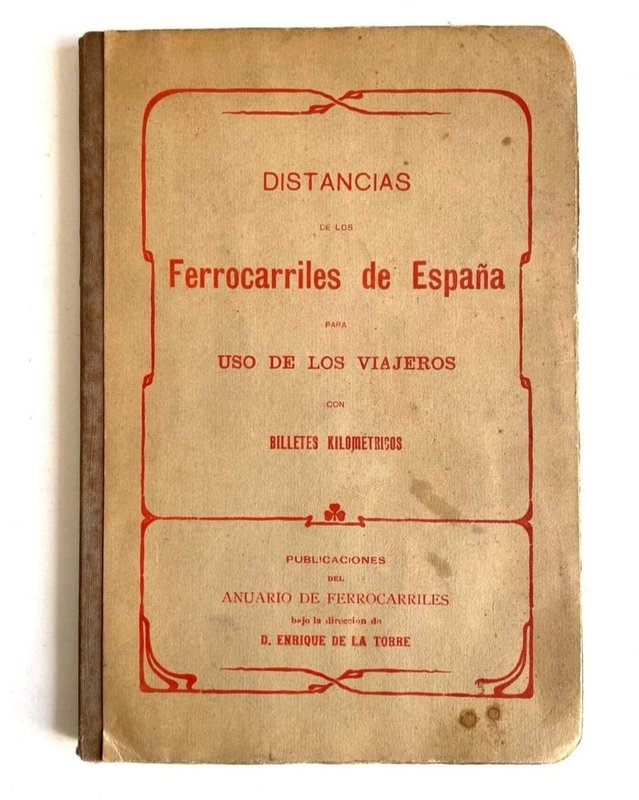 DISTANCIAS
DE LOS
Ferrocarriles de España
PARA
USO DE LOS VIAJEROS
CON
BILLETES KILOMÉTRICOS
PUBLICACIONES
DEL
ANUARIO DE FERROCARRILES
bajo la direccion de
D. ENRIQUE DE LA TORRE